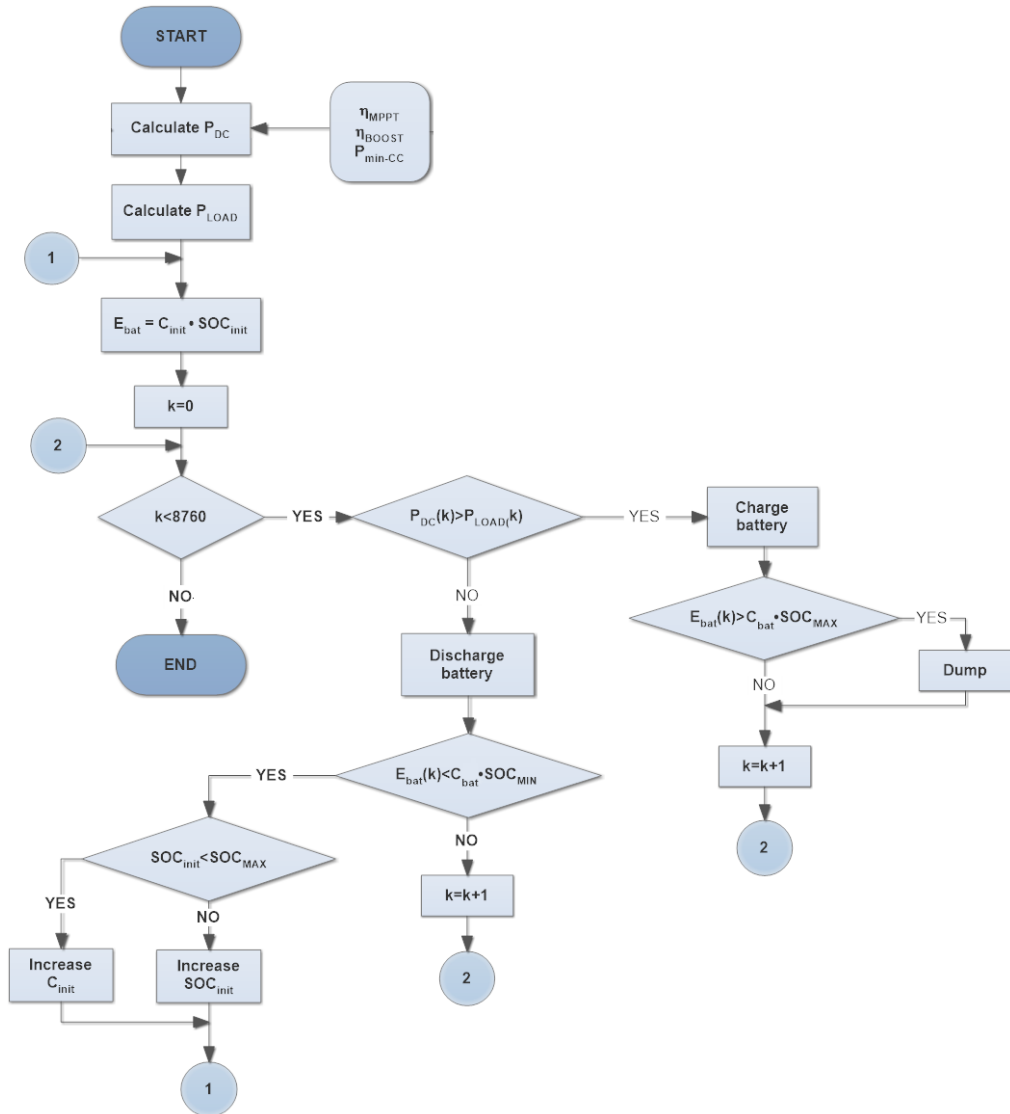 START
Calculate P_DC
η_MPPT
η_BOOST
P_min-CC
Calculate P_LOAD
1
E_bat = C_init • SOC_init
k=0
2
k<8760
YES
P_DC(k)>P_LOAD(k)
YES
Charge
battery
NO
NO
E_bat(k)>C_bat•SOC_MAX
YES
END
Discharge
battery
NO
Dump
E_bat(k)<C_bat•SOC_MIN
YES
k=k+1
NO
2
SOC_init<SOC_MAX
YES
NO
k=k+1
Increase
C_init
Increase
SOC_init
2
1